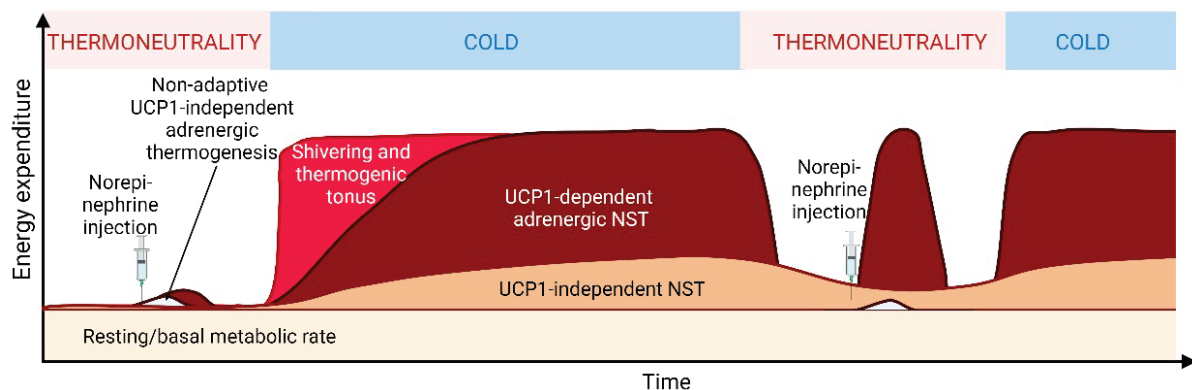 THERMONEUTRALITY
COLD
THERMONEUTRALITY
COLD
Energy expenditure
Non-adaptive
UCP1-independent
adrenergic
thermogenesis
Norepi-
nephrine
injection
Shivering and
thermogenic
tonus
UCP1-dependent
adrenergic NST
Norepi-
nephrine
injection
UCP1-independent NST
Resting/basal metabolic rate
Time